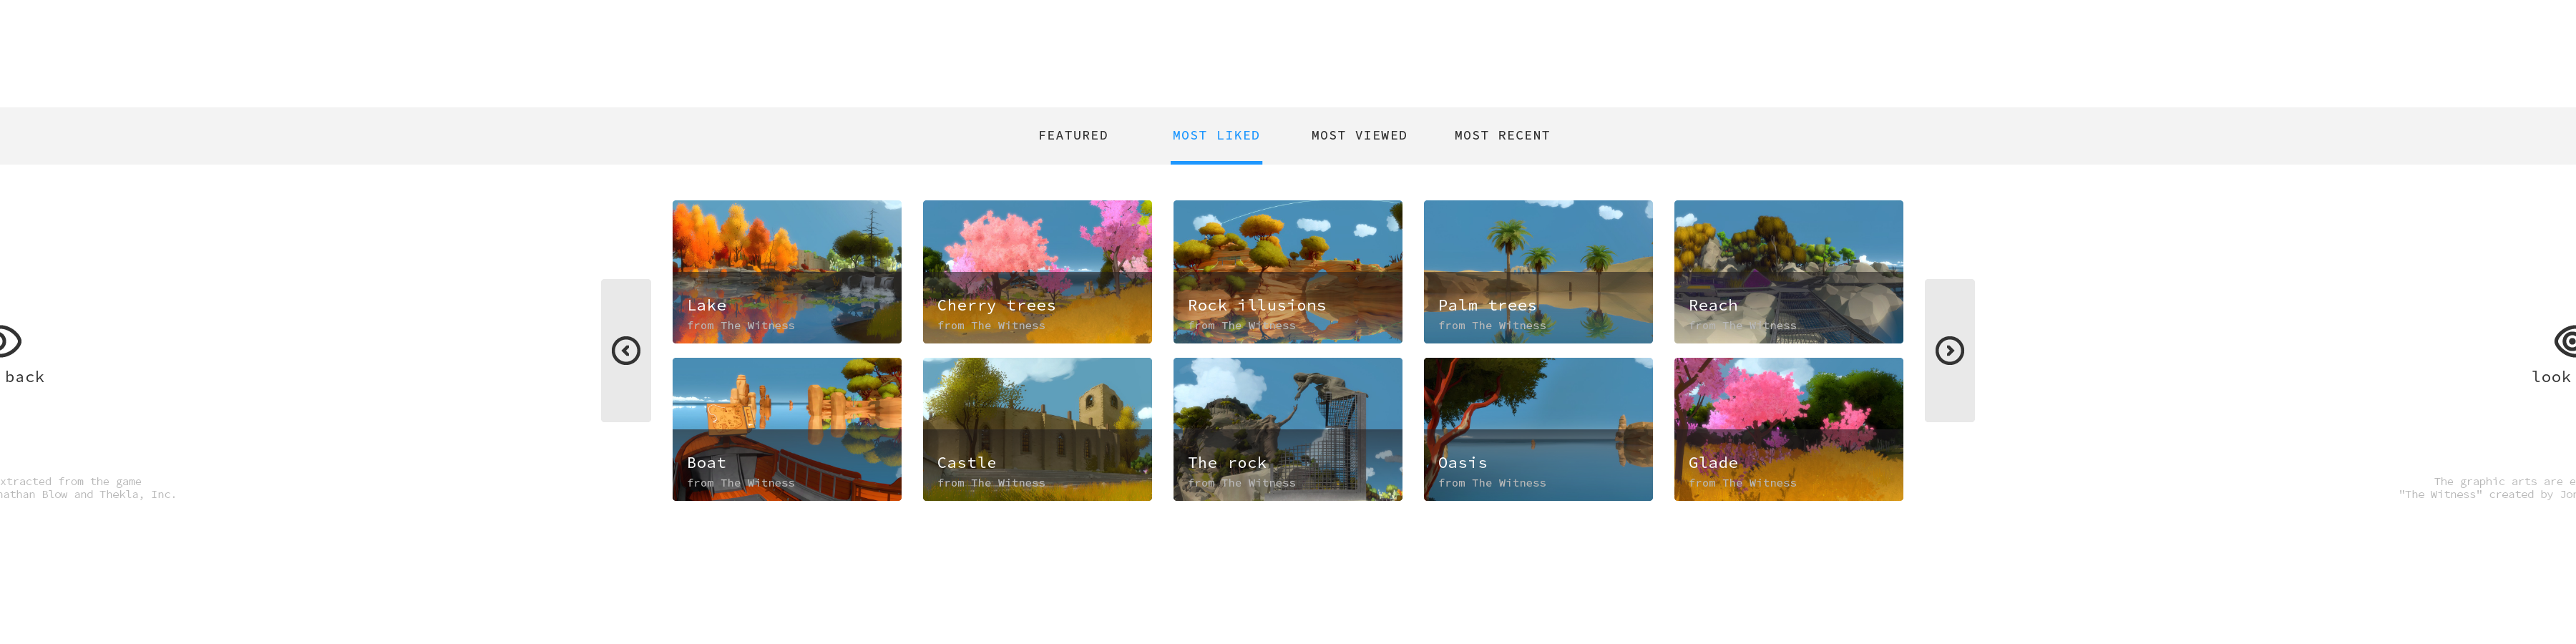 FEATURED
MOST LIKED
MOST VIEWED
MOST RECENT
Lake
from The Witness
Cherry trees
from The Witness
Rock illusions
from The Witness
Palm trees
from The Witness
Reach
from The Witness
back
look
Boat
from The Witness
Castle
from The Witness
The rock
from The Witness
Oasis
from The Witness
Glade
from The Witness
xtracted from the game
nathan Blow and Thekla, Inc.
The graphic arts are e
"The Witness" created by Jon